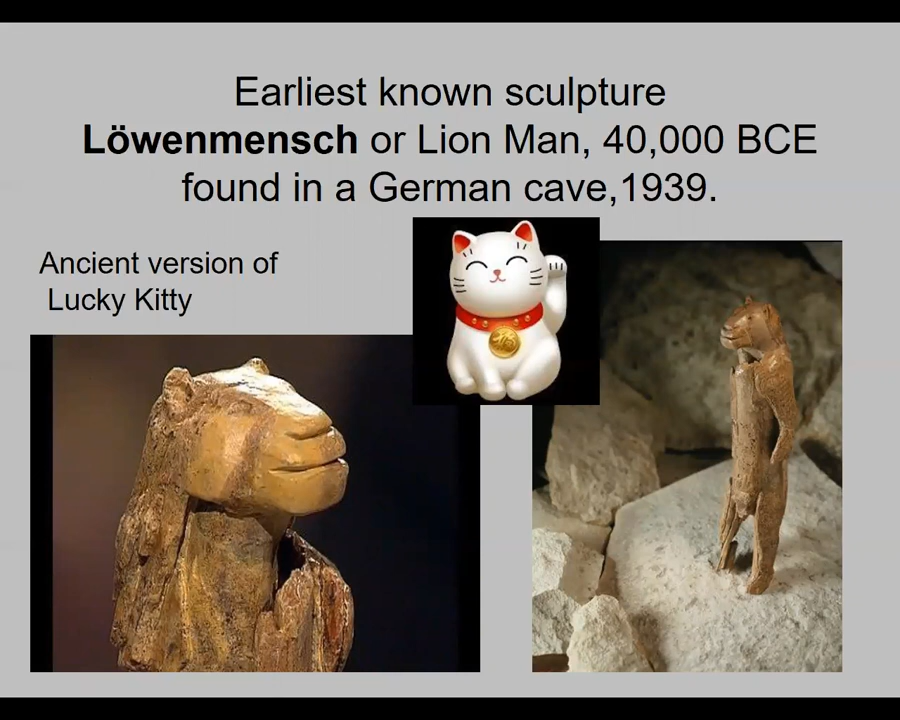 Earliest known sculpture
Löwenmensch or Lion Man, 40,000 BCE
found in a German cave,1939.
Ancient version of
Lucky Kitty